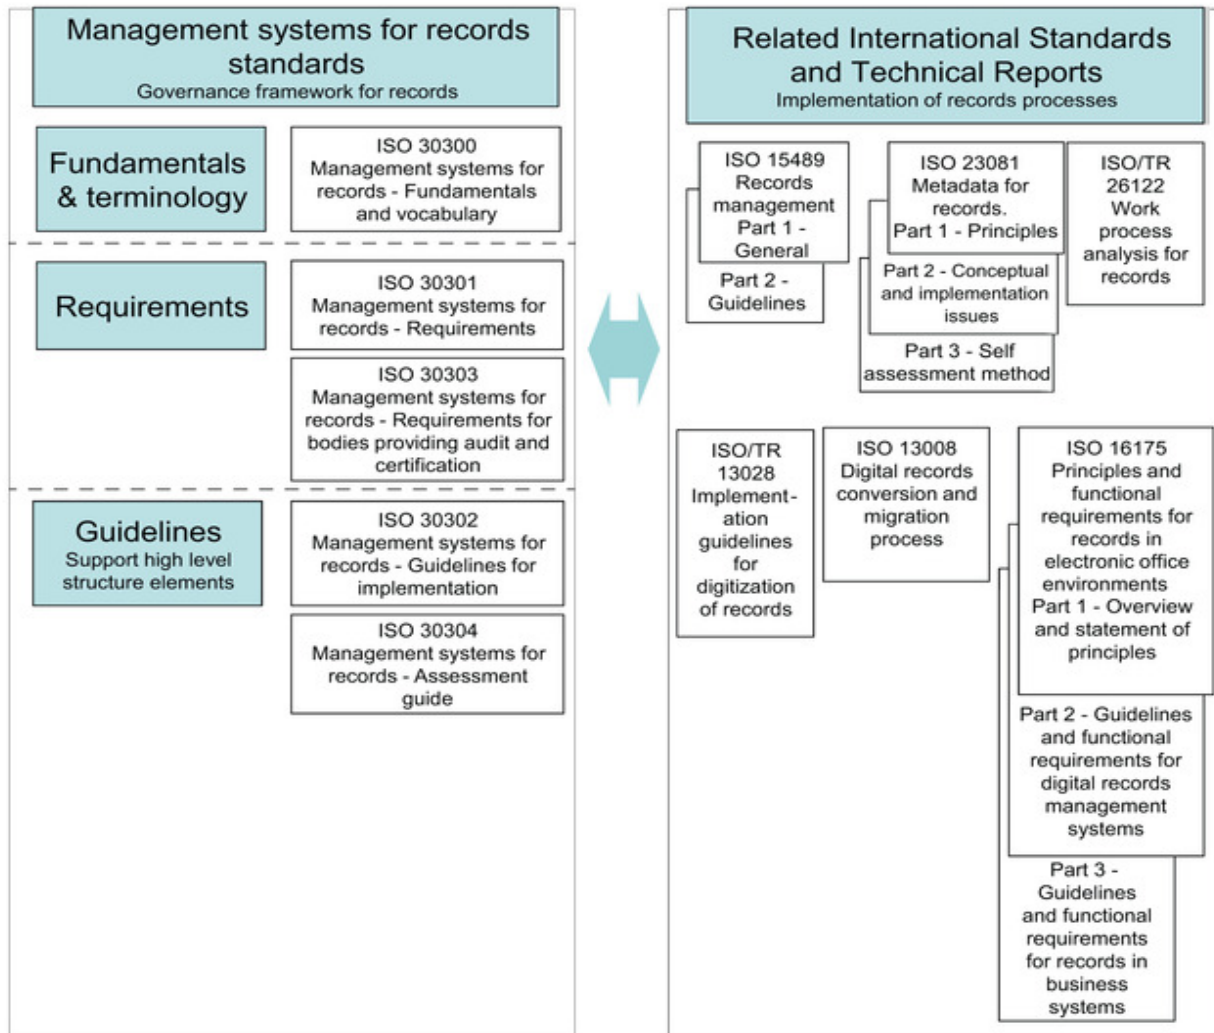 Management systems for records
standards
Governance framework for records
Fundamentals
& terminology
ISO 30300
Management systems for
records - Fundamentals
and vocabulary
Requirements
ISO 30301
Management systems for
records - Requirements
ISO 30303
Management systems for
records - Requirements for
bodies providing audit and
certification
Guidelines
Support high level
structure elements
ISO 30302
Management systems for
records - Guidelines for
implementation
ISO 30304
Management systems for
records - Assessment
guide
Related International Standards
and Technical Reports
Implementation of records processes
ISO 15489
Records
management
Part 1 -
General
Part 2 -
Guidelines
ISO 23081
Metadata for
records.
Part 1 - Principles
Part 2 - Conceptual
and implementation
issues
Part 3 - Self
assessment method
ISO/TR
26122 Work
process
analysis for
records
ISO/TR
13028
Implement-
ation
guidelines
for
digitization
of records
ISO 13008
Digital records
conversion and
migration
process
ISO 16175
Principles and
functional
requirements for
records in
electronic office
environments
Part 1 - Overview
and statement of
principles
Part 2 - Guidelines
and functional
requirements for
digital records
management
systems
Part 3 -
Guidelines
and functional
requirements
for records in
business
systems